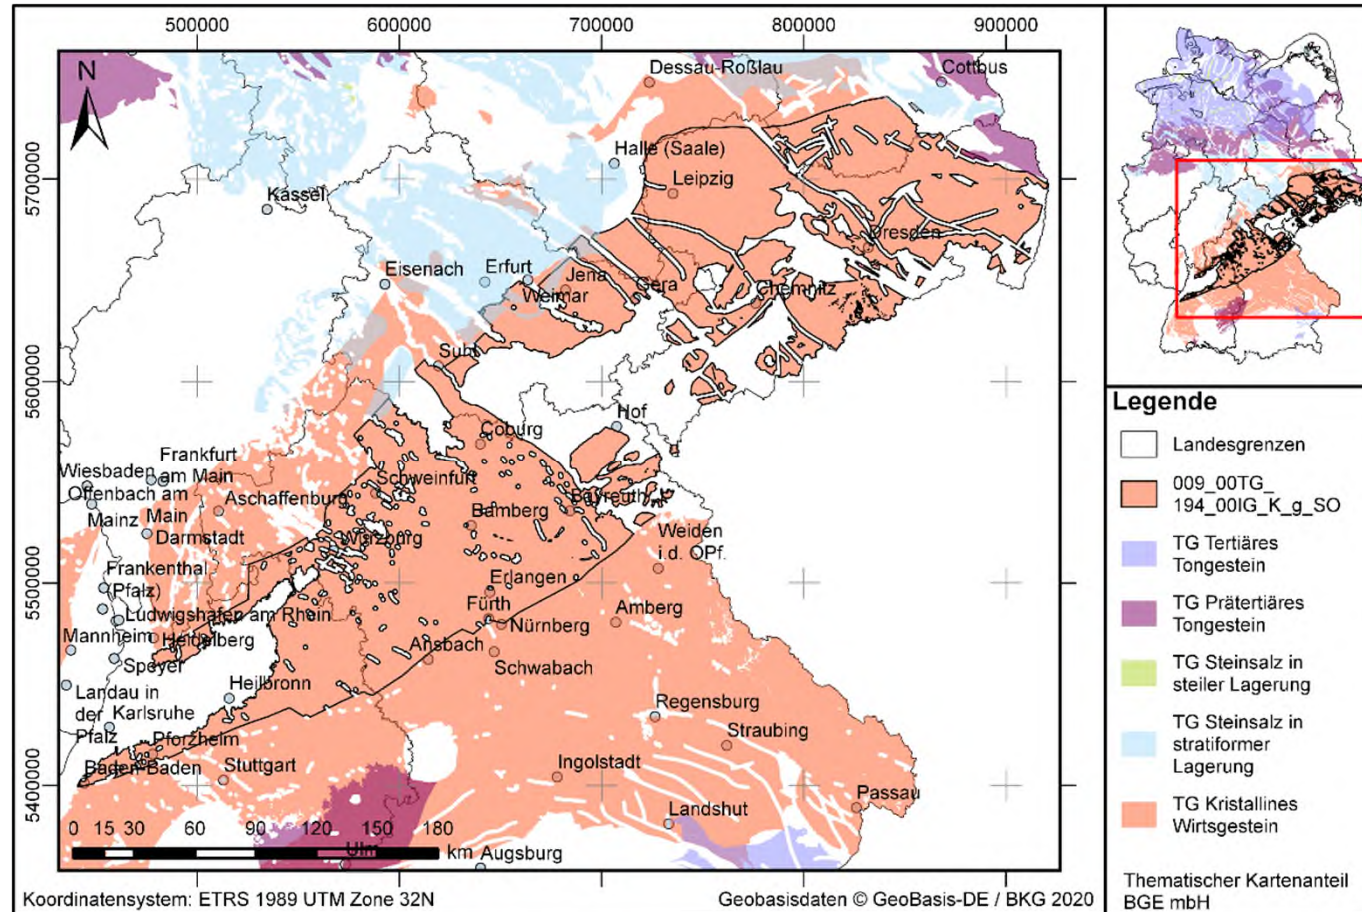 500000 600000 700000 800000 900000
5700000
5600000
5500000
5400000
N
Dessau-Roßlau
Cottbus
Halle (Saale)
Leipzig
Kassel
Dresden
Eisenach
Erfurt
Jena
Weimar
Gera
Chemnitz
Suhl
Hof
Coburg
Frankfurt
am Main
Wiesbaden
Offenbach am
Main
Mainz
Aschaffenburg
Schweinfurt
Bamberg
Bayreuth
Darmstadt
Würzburg
Weiden
i.d. OPf.
Frankenthal
(Pfalz)
Erlangen
Fürth
Nürnberg
Amberg
Ludwigshafen am Rhein
Mannheim
Heidelberg
Ansbach
Schwabach
Speyer
Heilbronn
Landau in
der
Pfalz
Karlsruhe
Regensburg
Straubing
Pforzheim
Baden-Baden
Stuttgart
Ingolstadt
Passau
Landshut
Ulm
Augsburg
0 15 30 60 90 120 150 180
km
Koordinatensystem: ETRS 1989 UTM Zone 32N
Geobasisdaten © GeoBasis-DE / BKG 2020
Legende
Landesgrenzen
009_00TG_
194_00IG_K_g_SO
TG Tertiäres
Tongestein
TG Prätertiäres
Tongestein
TG Steinsalz in
steiler Lagerung
TG Steinsalz in
stratiformer
Lagerung
TG Kristallines
Wirtsgestein
Thematischer Kartenanteil
BGE mbH